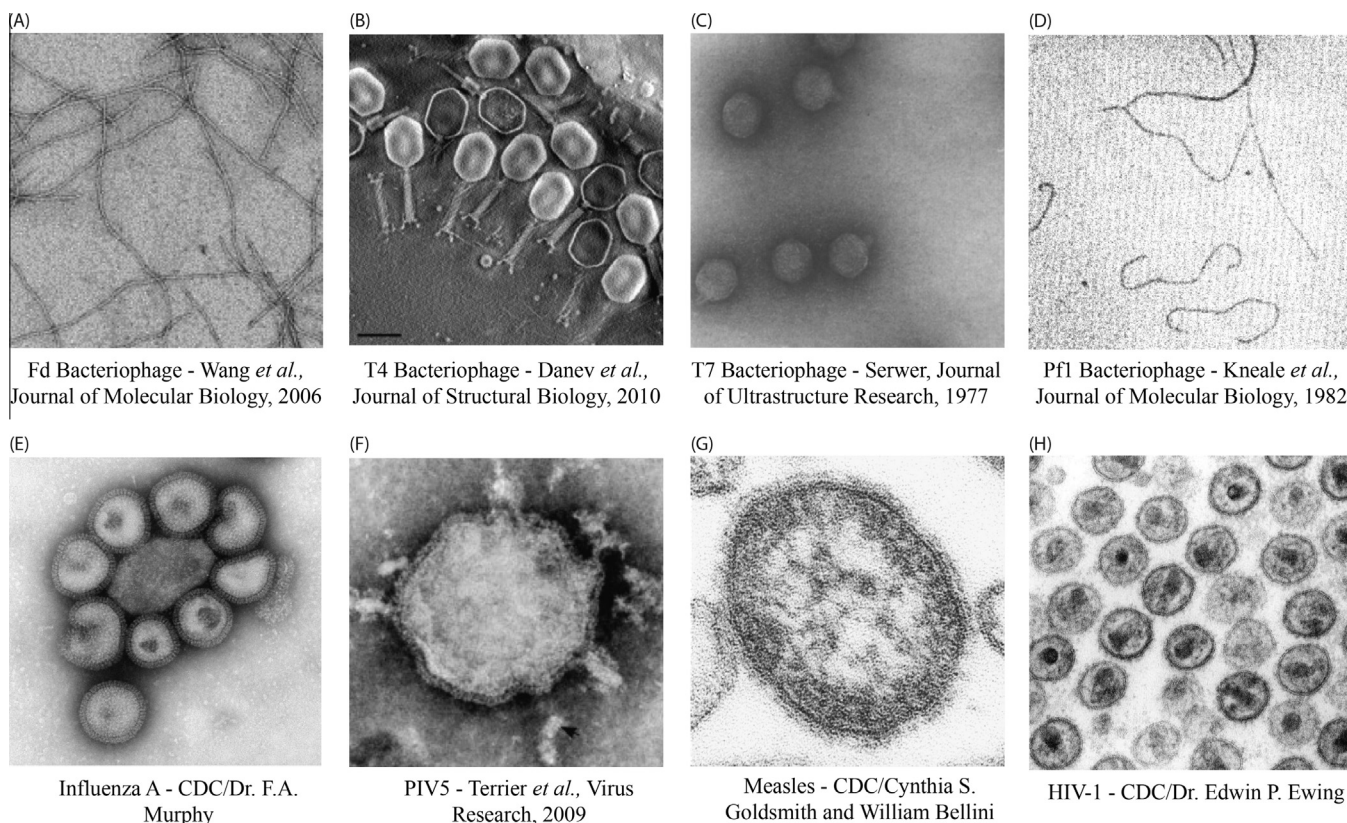 (A)
(B)
(C)
(D)
Fd Bacteriophage - Wang et al.,
Journal of Molecular Biology, 2006
T4 Bacteriophage - Danev et al.,
Journal of Structural Biology, 2010
T7 Bacteriophage - Serwer, Journal
of Ultrastructure Research, 1977
Pf1 Bacteriophage - Kneale et al.,
Journal of Molecular Biology, 1982
(E)
(F)
(G)
(H)
Influenza A - CDC/Dr. F.A.
Murphy
PIV5 - Terrier et al., Virus
Research, 2009
Measles - CDC/Cynthia S.
Goldsmith and William Bellini
HIV-1 - CDC/Dr. Edwin P. Ewing